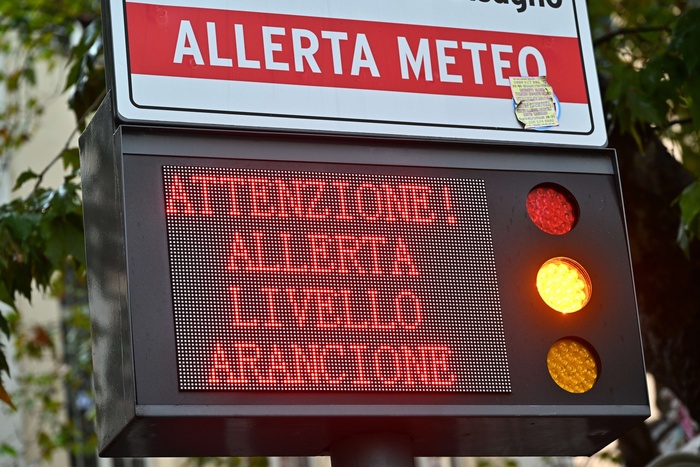 ALLERTA METEO
ATTENZIONE!
ALLERTA
LIVELLO
ARANCIONE